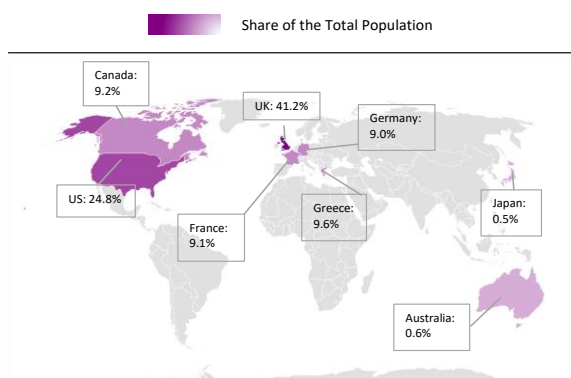 Share of the Total Population
Canada:
9.2%
UK: 41.2%
Germany:
9.0%
US: 24.8%
France:
9.1%
Greece:
9.6%
Japan:
0.5%
Australia:
0.6%